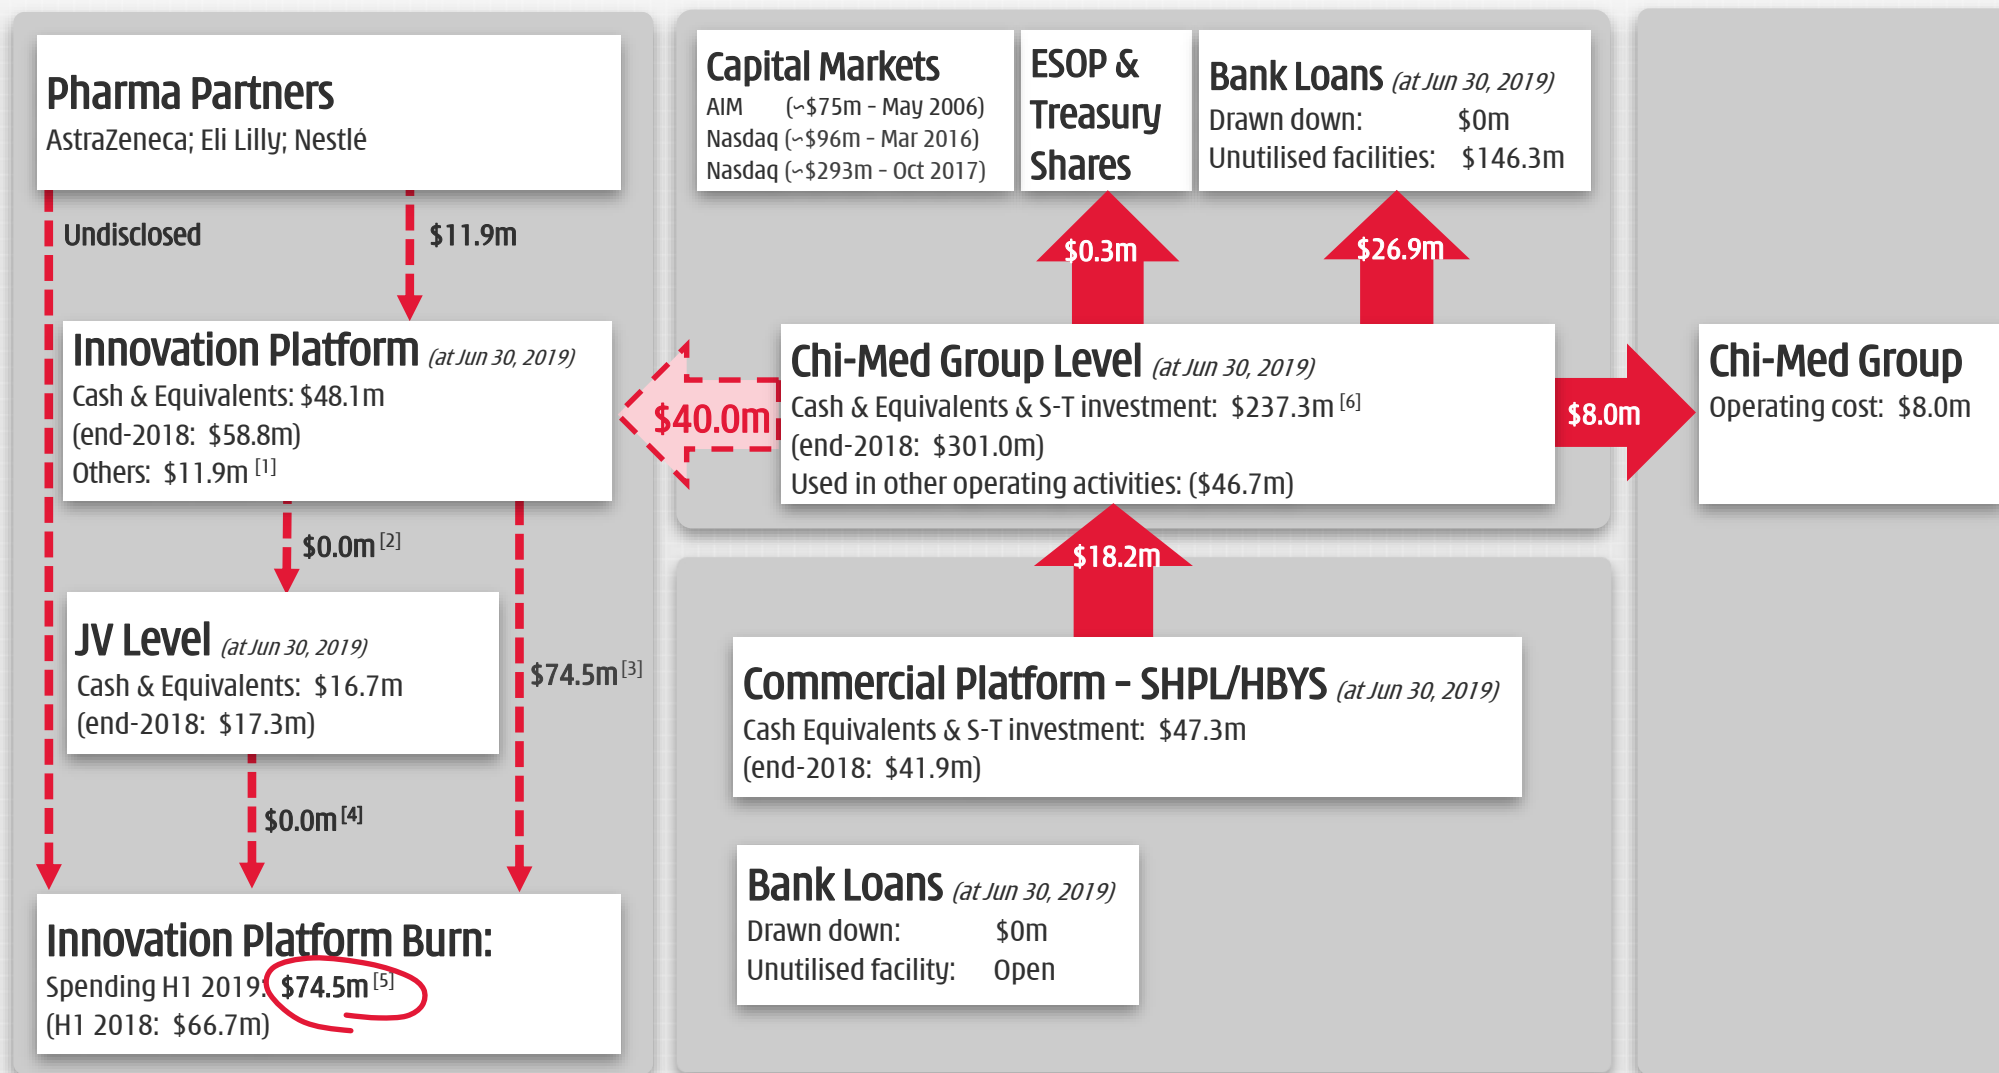 Pharma Partners
AstraZeneca; Eli Lilly; Nestlé
Undisclosed
$11.9m
Innovation Platform (at Jun 30, 2019)
Cash & Equivalents: $48.1m
(end-2018: $58.8m)
Others: $11.9m [1]
$0.0m [2]
$74.5m [3]
JV Level (at Jun 30, 2019)
Cash & Equivalents: $16.7m
(end-2018: $17.3m)
$0.0m [4]
Innovation Platform Burn:
Spending H1 2019: $74.5m [5]
(H1 2018: $66.7m)
Capital Markets
AIM (~$75m – May 2006)
Nasdaq (~$96m – Mar 2016)
Nasdaq (~$293m – Oct 2017)
ESOP &
Treasury
Shares
Bank Loans (at Jun 30, 2019)
Drawn down: $0m
Unutilised facilities: $146.3m
$0.3m
$26.9m
$40.0m
Chi-Med Group Level (at Jun 30, 2019)
Cash & Equivalents & S-T investment: $237.3m [6]
(end-2018: $301.0m)
Used in other operating activities: ($46.7m)
$8.0m
Chi-Med Group
Operating cost: $8.0m
$18.2m
Commercial Platform – SHPL/HBYS (at Jun 30, 2019)
Cash Equivalents & S-T investment: $47.3m
(end-2018: $41.9m)
Bank Loans (at Jun 30, 2019)
Drawn down: $0m
Unutilised facility: Open